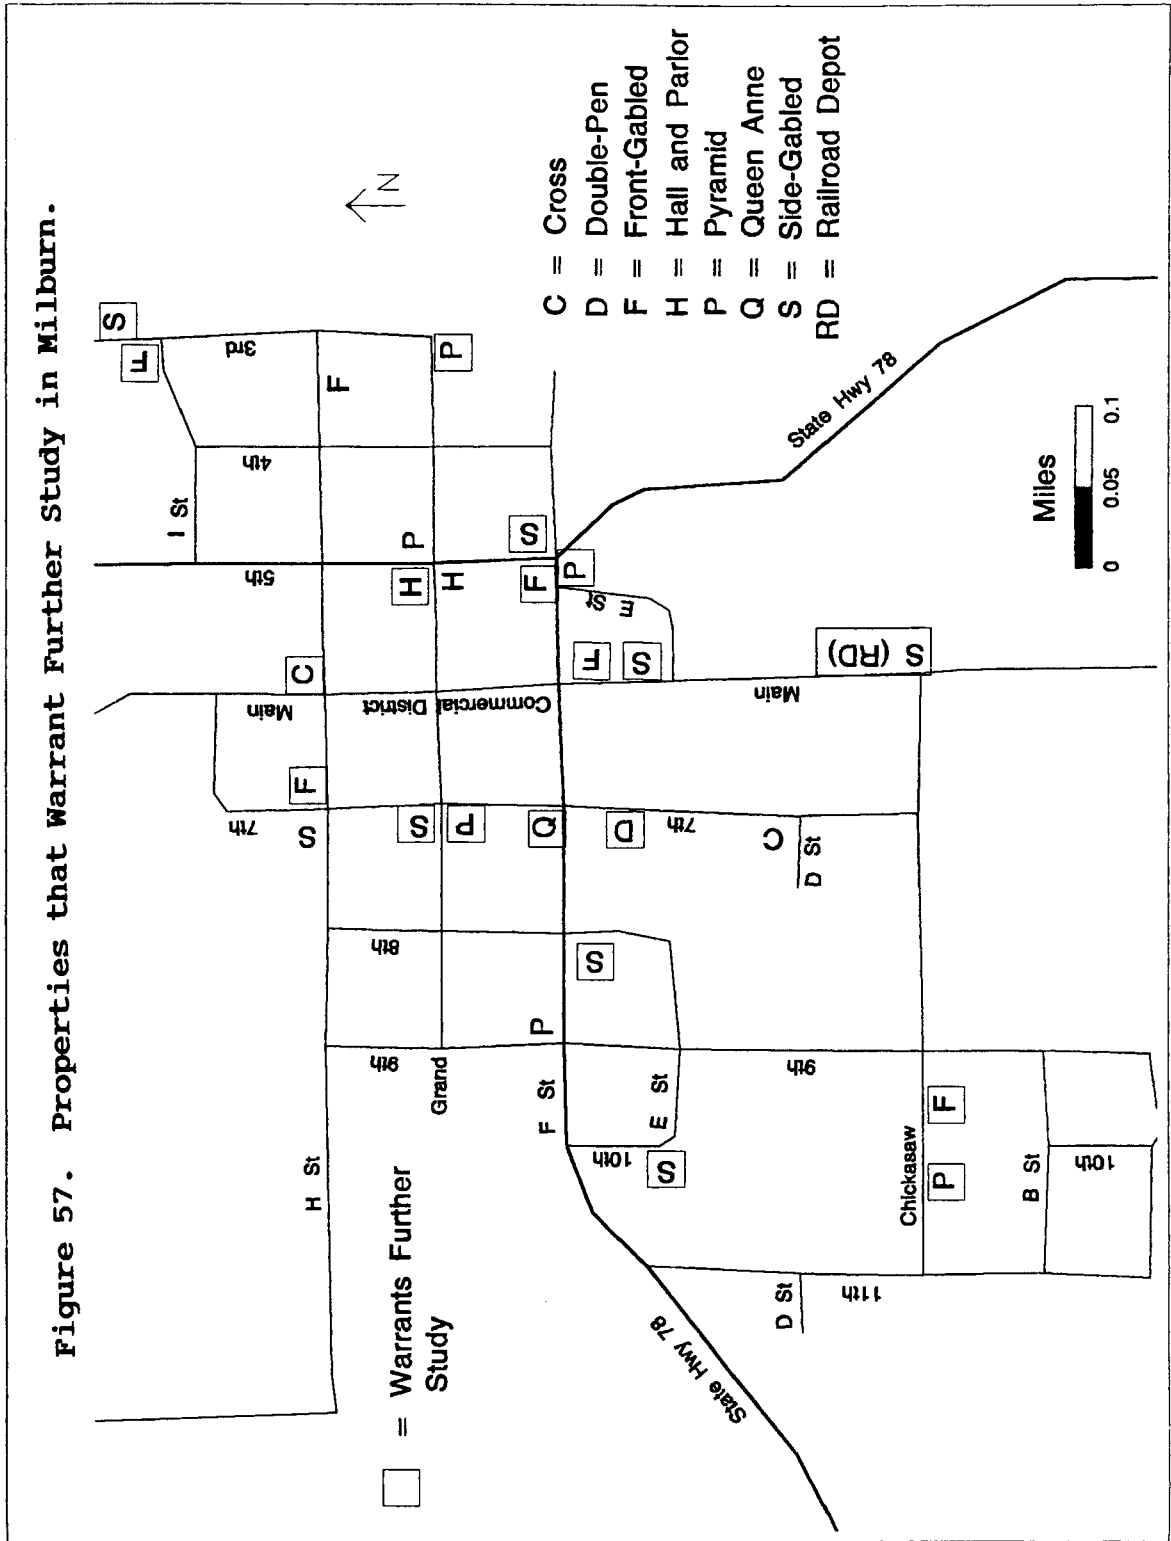 Figure 57. Properties that Warrant Further Study in Milburn.
N
= Warrants Further
Study
C = Cross
D = Double-Pen
F = Front-Gabled
H = Hall and Parlor
P = Pyramid
Q = Queen Anne
S = Side-Gabled
RD = Railroad Depot
S
F
3rd
I St
4th
5th
F
P
P
H
H
C
Main
F
7th
S
H St
S
F
P
S
P
Q
Commercial District
8th
9th
Grand
P
F St
E St
F
S
S
D
7th
C
D St
E St
10th
S
9th
Main
S (RD)
State Hwy 78
State Hwy 78
D St
11th
Chickasaw
F
P
B St
10th
Miles
0 0.05 0.1